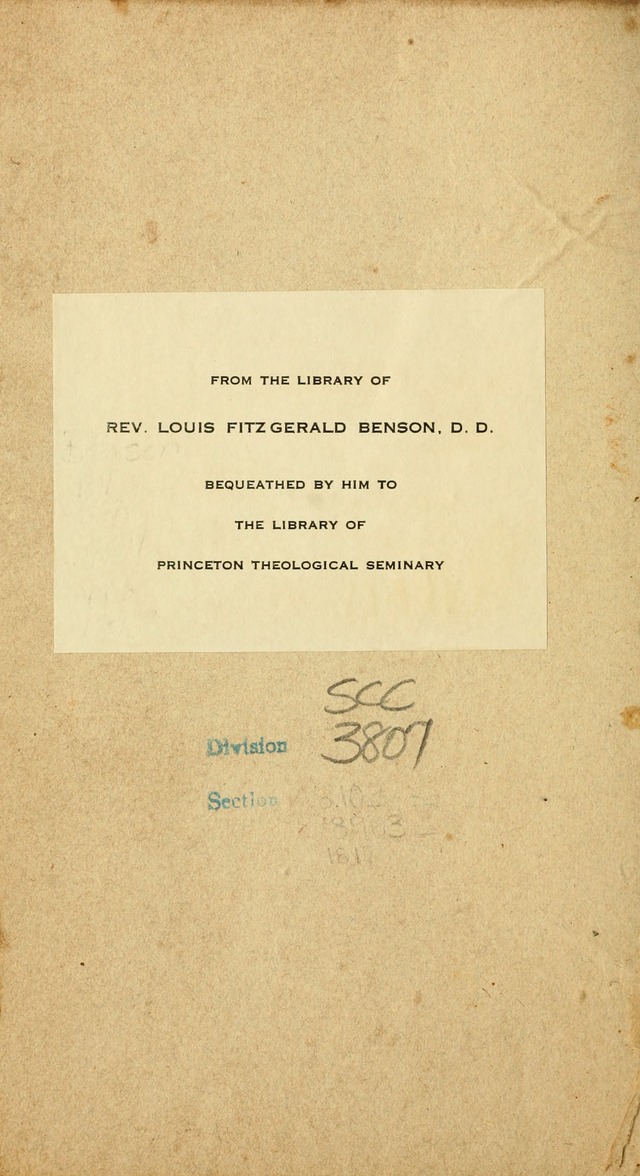 FROM THE LIBRARY OF
REV. LOUIS FITZGERALD BENSON, D. D.
BEQUEATHED BY HIM TO
THE LIBRARY OF
PRINCETON THEOLOGICAL SEMINARY
SCC
Division 3807
Section